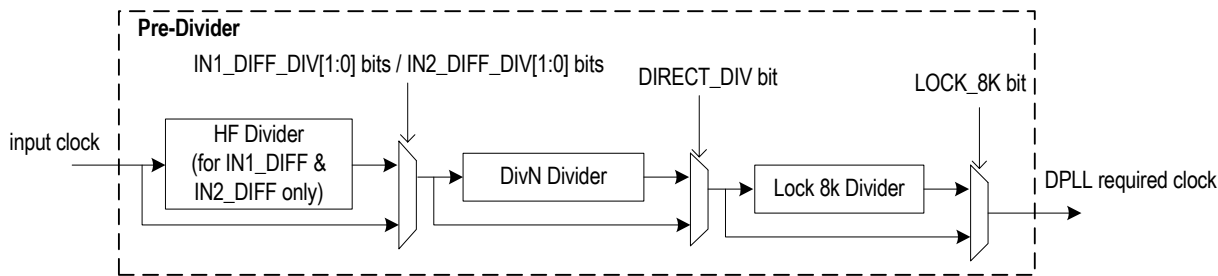 Pre-Divider
IN1_DIFF_DIV[1:0] bits / IN2_DIFF_DIV[1:0] bits
DIRECT_DIV bit
LOCK_8K bit
input clock
HF Divider
(for IN1_DIFF &
IN2_DIFF only)
DivN Divider
Lock 8k Divider
DPLL required clock